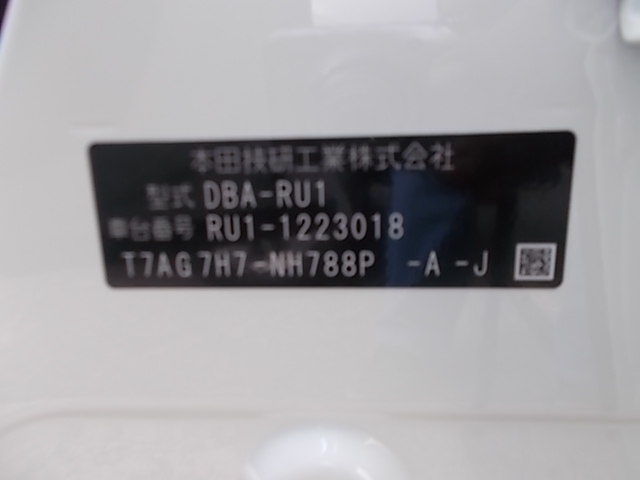 本田技研工業株式会社
型式 DBA-RU1
車台番号 RU1-1223018
T7AG7H7-NH788P -A -J